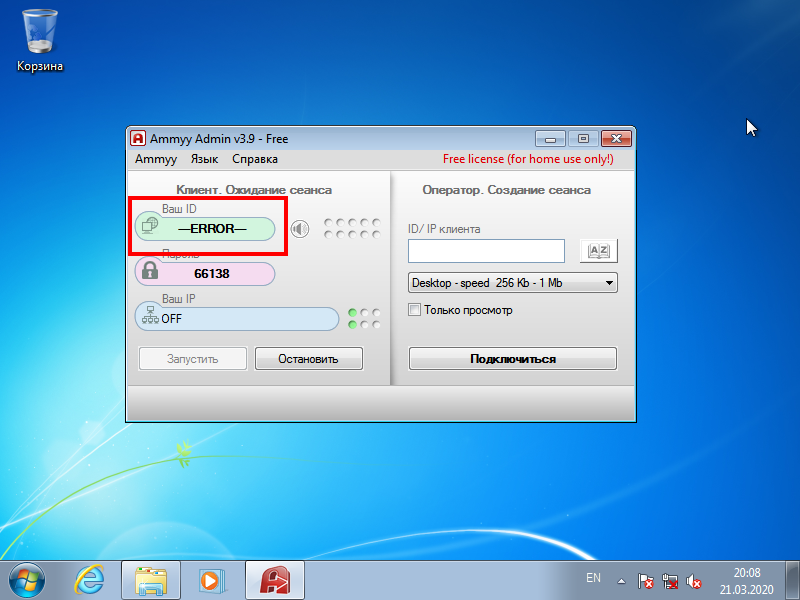 Корзина
Ammyy Admin v3.9 - Free
Ammyy Язык Справка Free license (for home use only!)
Клиент. Ожидание сеанса
Ваш ID
—ERROR—
Пароль
66138
Ваш IP
OFF
Запустить Остановить
Оператор. Создание сеанса
ID/ IP клиента
AZ
Desktop - speed 256 Kb - 1 Mb
Только просмотр
Подключиться
EN
20:08
21.03.2020